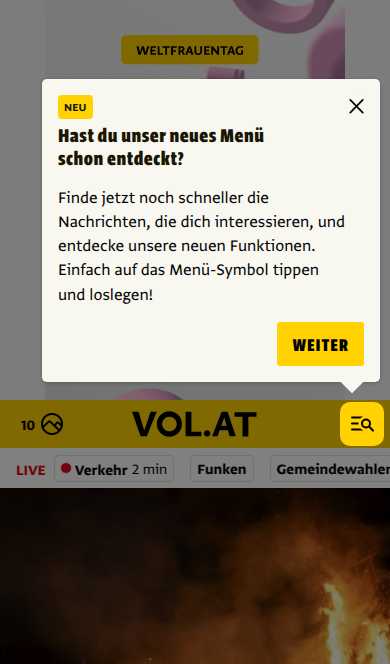 WELTFRAUENTAG
NEU
Hast du unser neues Menü
schon entdeckt?
Finde jetzt noch schneller die
Nachrichten, die dich interessieren, und
entdecke unsere neuen Funktionen.
Einfach auf das Menü-Symbol tippen
und loslegen!
WEITER
10 VOL.AT
LIVE Verkehr 2 min Funken Gemeindewahlen